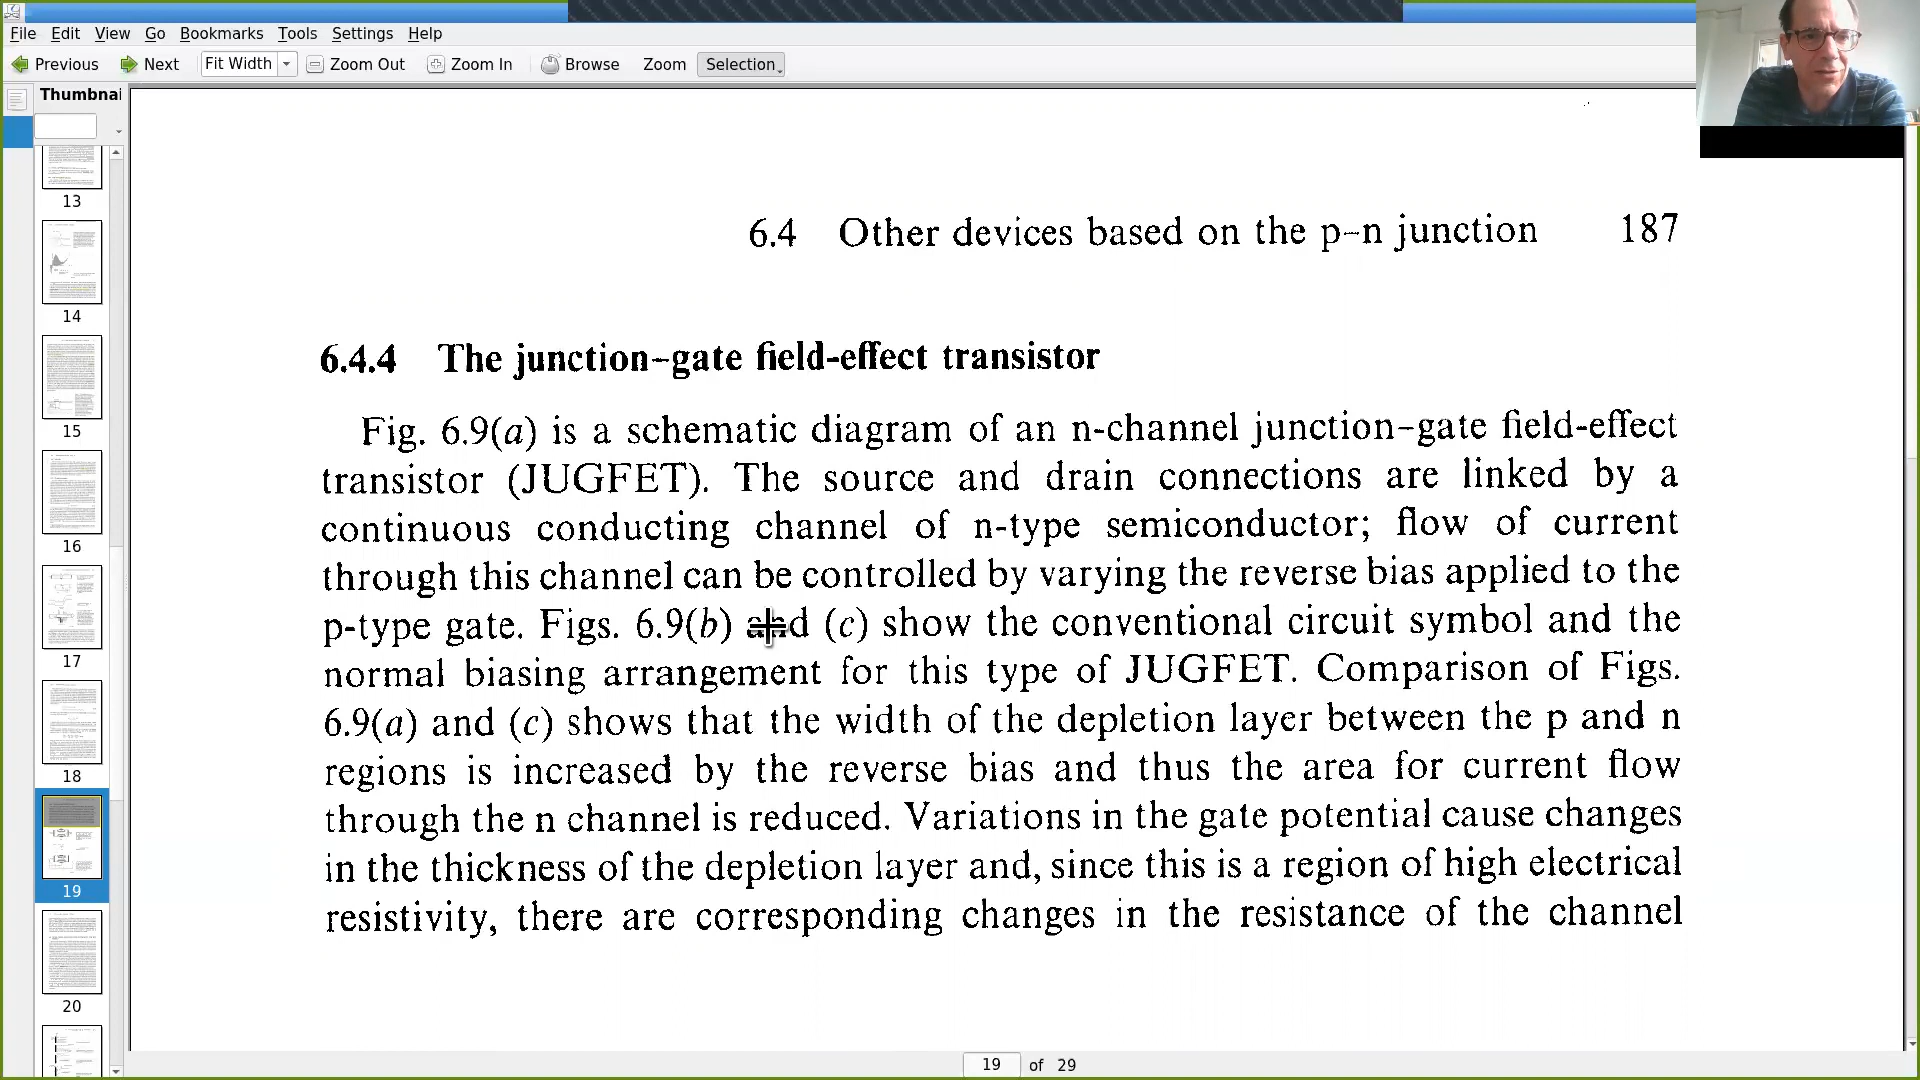 File Edit View Go Bookmarks Tools Settings Help
Previous Next Fit Width Zoom Out Zoom In Browse Zoom Selection
Thumbnai
13
14
15
16
17
18
19
20
6.4 Other devices based on the p–n junction 187
6.4.4 The junction–gate field-effect transistor
Fig. 6.9(a) is a schematic diagram of an n-channel junction–gate field-effect
transistor (JUGFET). The source and drain connections are linked by a
continuous conducting channel of n-type semiconductor; flow of current
through this channel can be controlled by varying the reverse bias applied to the
p-type gate. Figs. 6.9(b) and (c) show the conventional circuit symbol and the
normal biasing arrangement for this type of JUGFET. Comparison of Figs.
6.9(a) and (c) shows that the width of the depletion layer between the p and n
regions is increased by the reverse bias and thus the area for current flow
through the n channel is reduced. Variations in the gate potential cause changes
in the thickness of the depletion layer and, since this is a region of high electrical
resistivity, there are corresponding changes in the resistance of the channel
19 of 29